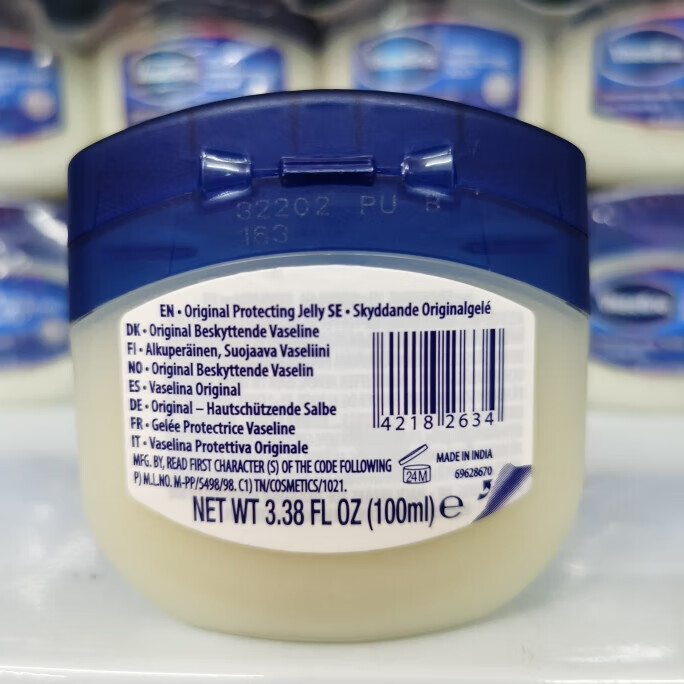 32202 PU B
163
EN • Original Protecting Jelly SE • Skyddande Originalgelé
DK • Original Beskyttende Vaseline
FI • Alkuperäinen, Suojaava Vaseliini
NO • Original Beskyttende Vaselin
ES • Vaselina Original
DE • Original – Hautschützende Salbe
FR • Gelée Protectrice Vaseline
IT • Vaselina Protettiva Originale
MFG. BY, READ FIRST CHARACTER (S) OF THE CODE FOLLOWING
P) M.L.NO. M-PP/5498/98. C1) TN/COSMETICS/1021.
4218 2634
24M
MADE IN INDIA
69628670
NET WT 3.38 FL OZ (100ml) e